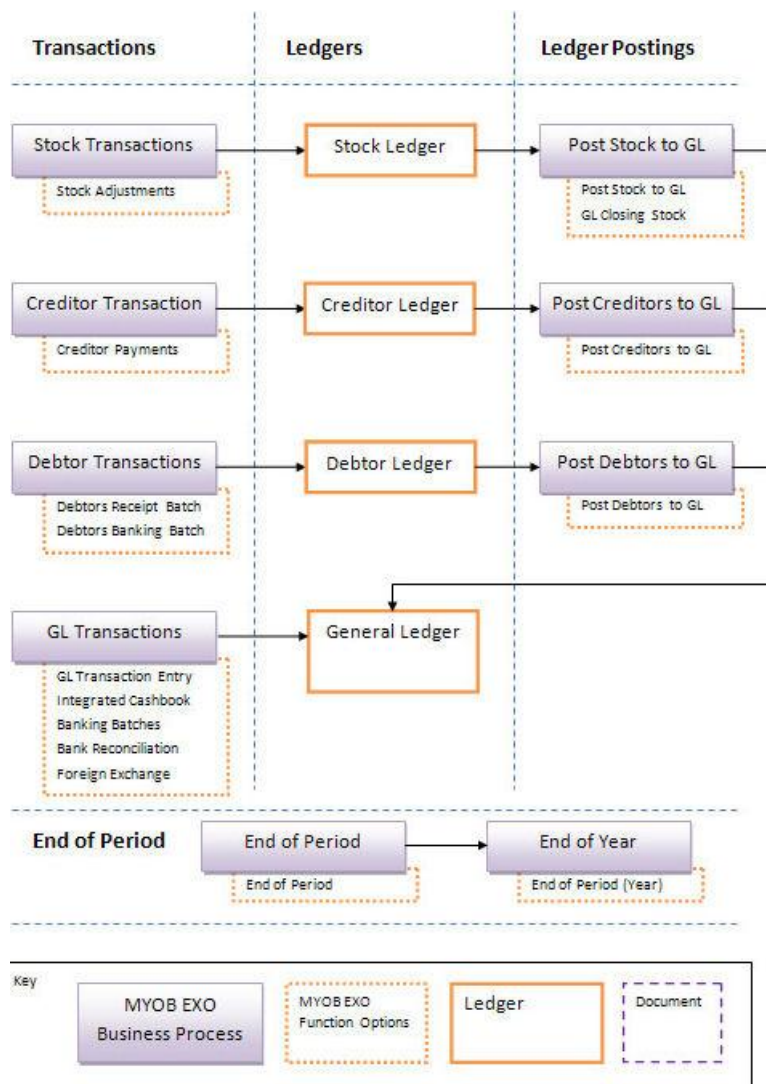 Transactions
Ledgers
Ledger Postings
Stock Transactions
Stock Ledger
Post Stock to GL
Stock Adjustments
Post Stock to GL
GL Closing Stock
Creditor Transaction
Creditor Ledger
Post Creditors to GL
Creditor Payments
Post Creditors to GL
Debtor Transactions
Debtor Ledger
Post Debtors to GL
Debtors Receipt Batch
Debtors Banking Batch
Post Debtors to GL
GL Transactions
General Ledger
GL Transaction Entry
Integrated Cashbook
Banking Batches
Bank Reconciliation
Foreign Exchange
End of Period
End of Period
End of Year
End of Period
End of Period (Year)
Key
MYOB EXO
Business Process
MYOB EXO
Function Options
Ledger
Document